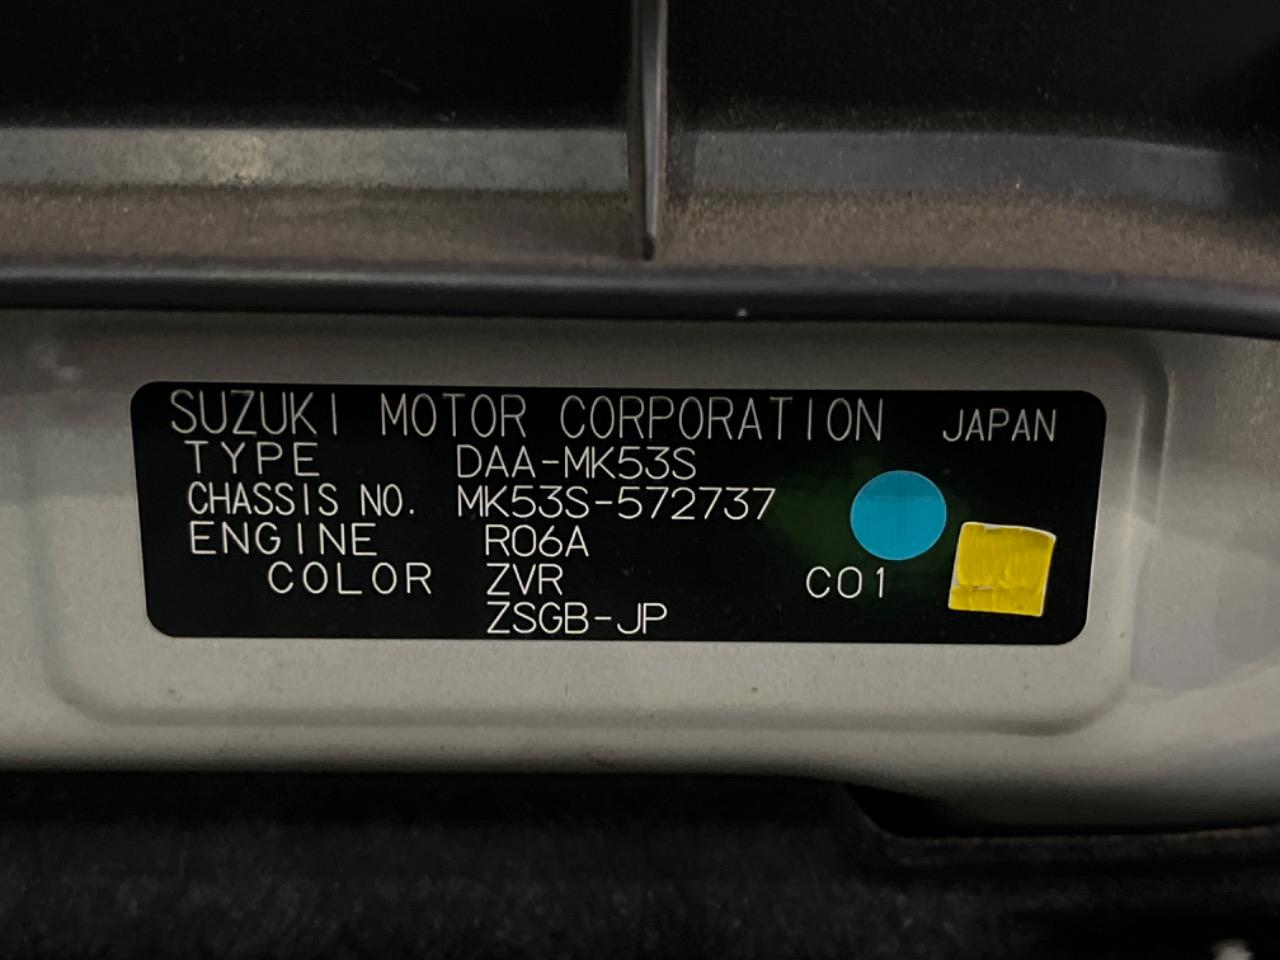 SUZUKI MOTOR CORPORATION JAPAN
TYPE DAA-MK53S
CHASSIS NO. MK53S-572737
ENGINE R06A
COLOR ZVR C01
ZSGB-JP